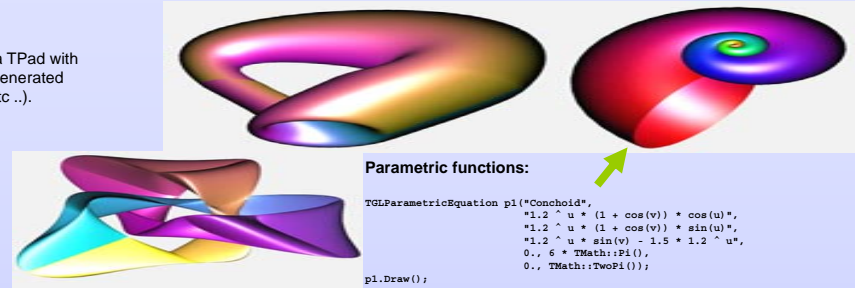 a TPad with
enerated
tc ..).
Parametric functions:
TGLParametricEquation p1("Conchoid",
"1.2 ^ u * (1 + cos(v)) * cos(u)",
"1.2 ^ u * (1 + cos(v)) * sin(u)",
"1.2 ^ u * sin(v) - 1.5 * 1.2 ^ u",
0., 6 * TMath::Pi(),
0., TMath::TwoPi());
p1.Draw();